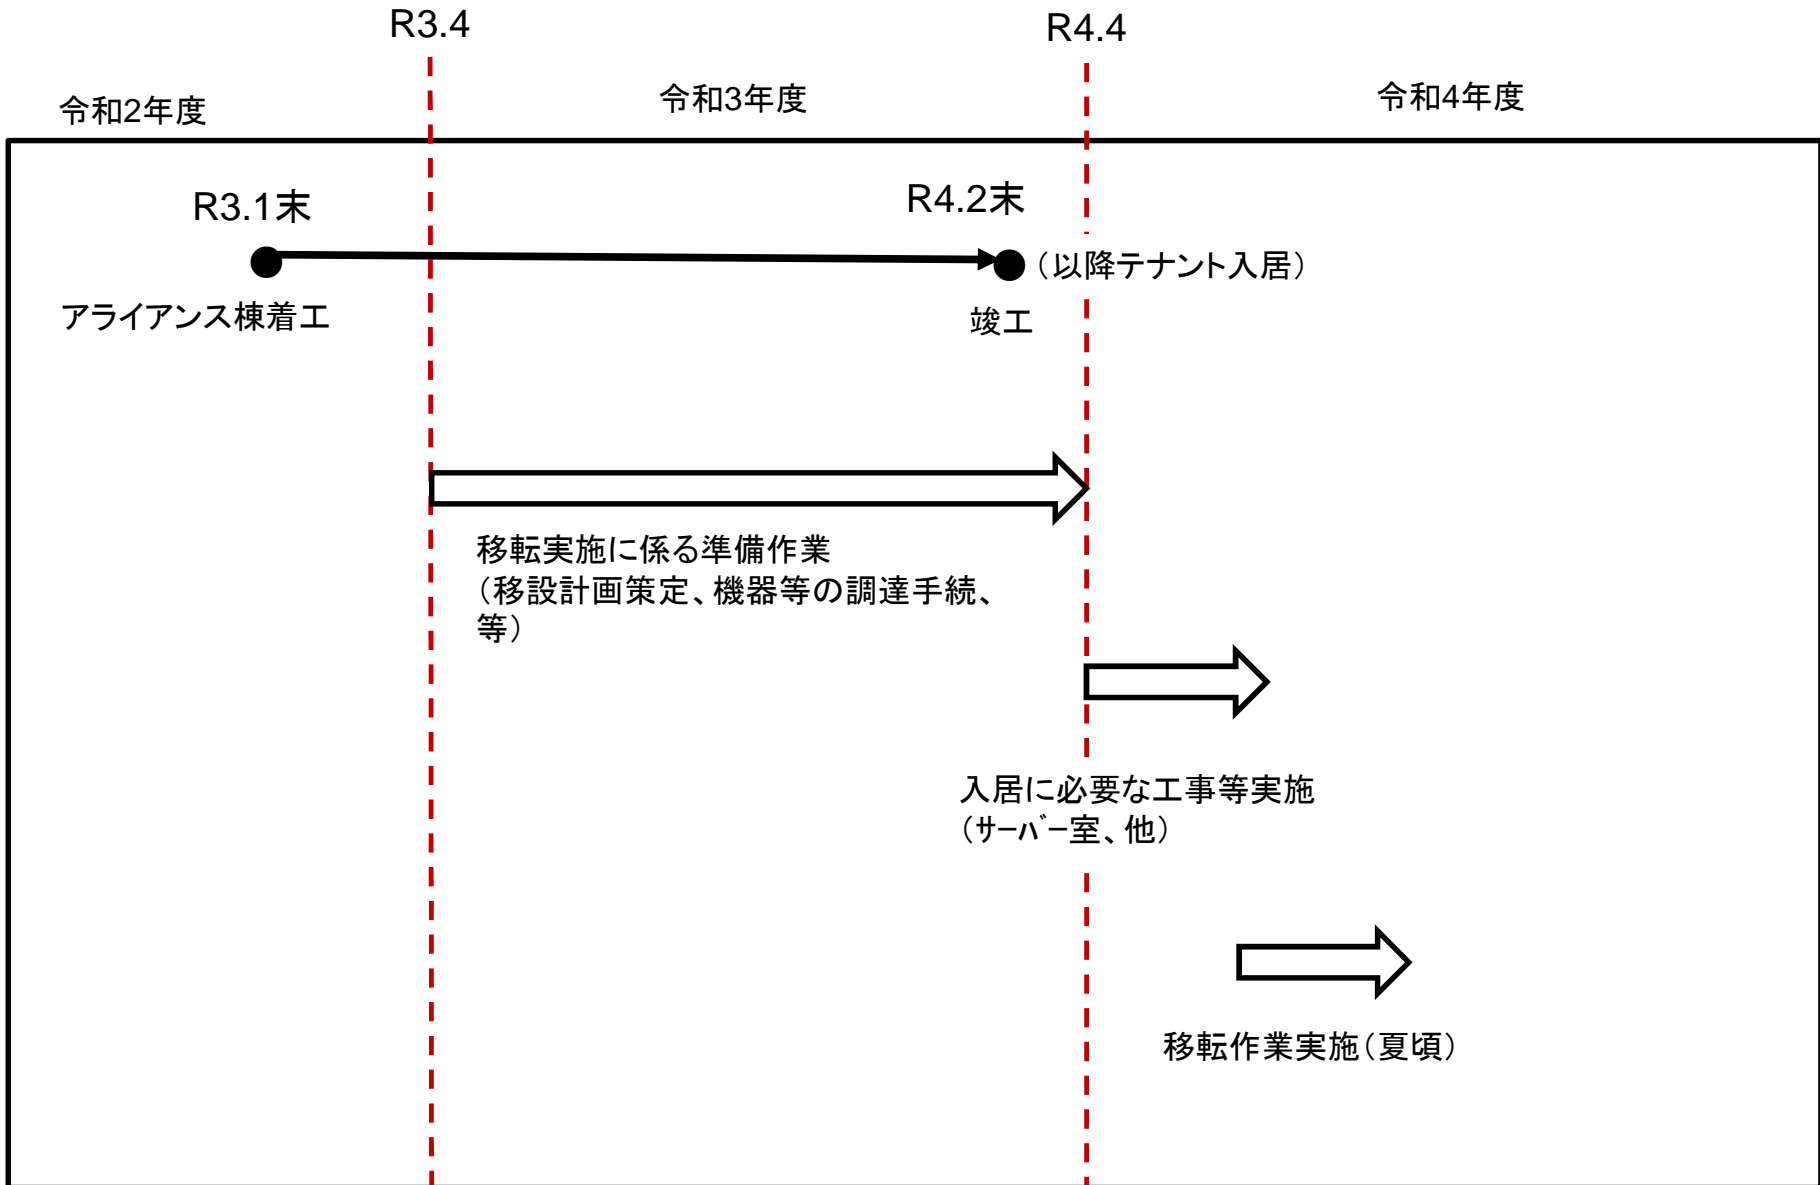 R3.4
R4.4
令和2年度
令和3年度
令和4年度
R3.1末
R4.2末
（以降テナント入居）
アライアンス棟着工
竣工
移転実施に係る準備作業
（移設計画策定、機器等の調達手続、
等）
入居に必要な工事等実施
（ｻｰﾊﾞｰ室、他）
移転作業実施（夏頃）